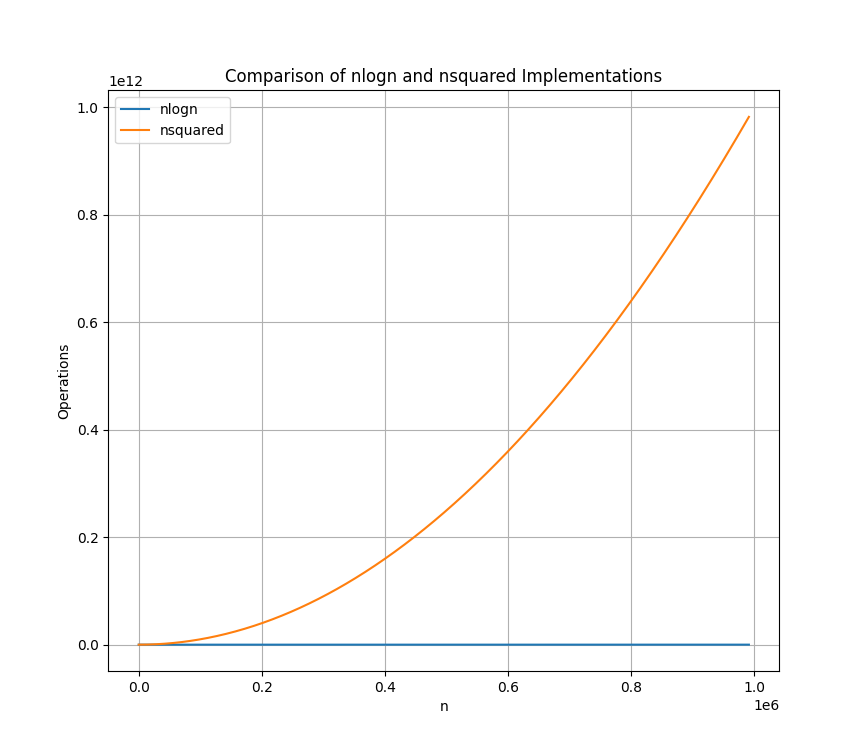 Comparison of nlogn and nsquared Implementations
1e12
nlogn
nsquared
1.0
0.8
0.6
0.4
0.2
0.0
Operations
0.0 0.2 0.4 0.6 0.8 1.0
n
1e6